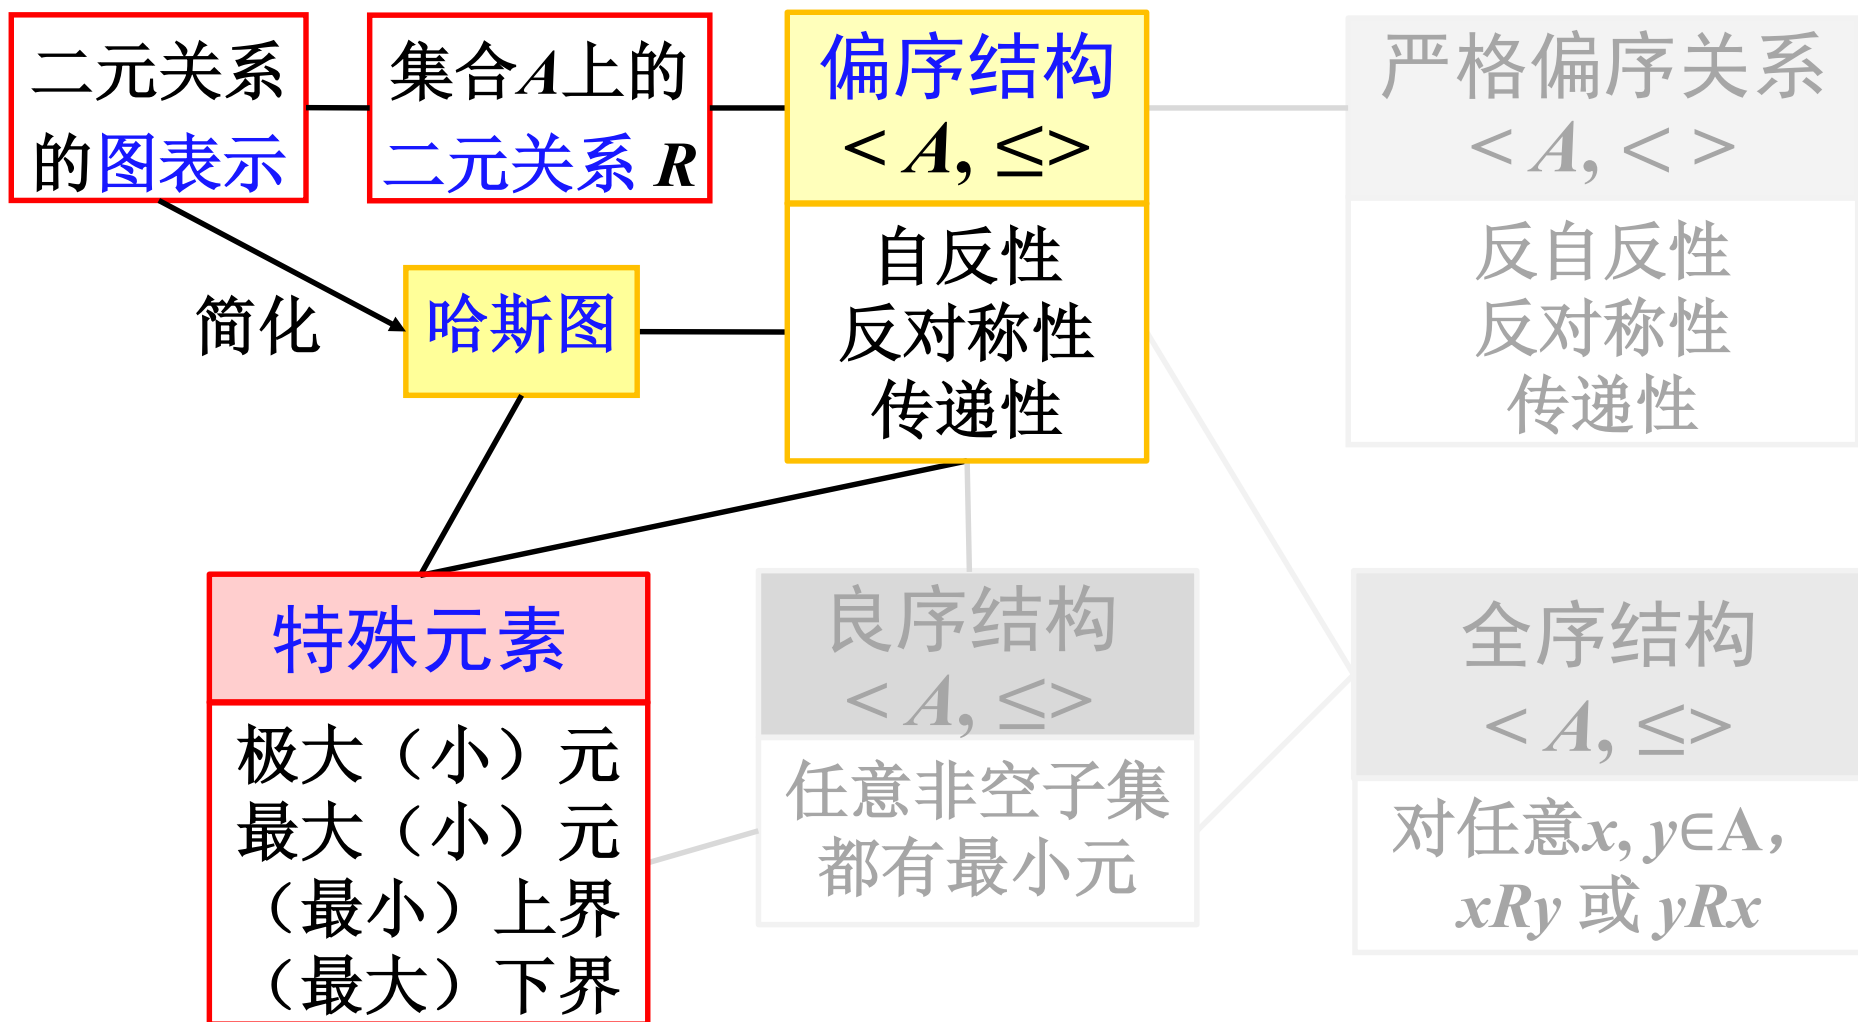 二元关系
的图表示
集合A上的
二元关系 R
偏序结构
< A, ≤>
自反性
反对称性
传递性
严格偏序关系
< A, < >
反自反性
反对称性
传递性
简化
哈斯图
特殊元素
极大（小）元
最大（小）元
（最小）上界
（最大）下界
良序结构
< A, ≤>
任意非空子集
都有最小元
全序结构
< A, ≤>
对任意x, y∈A，
xRy 或 yRx